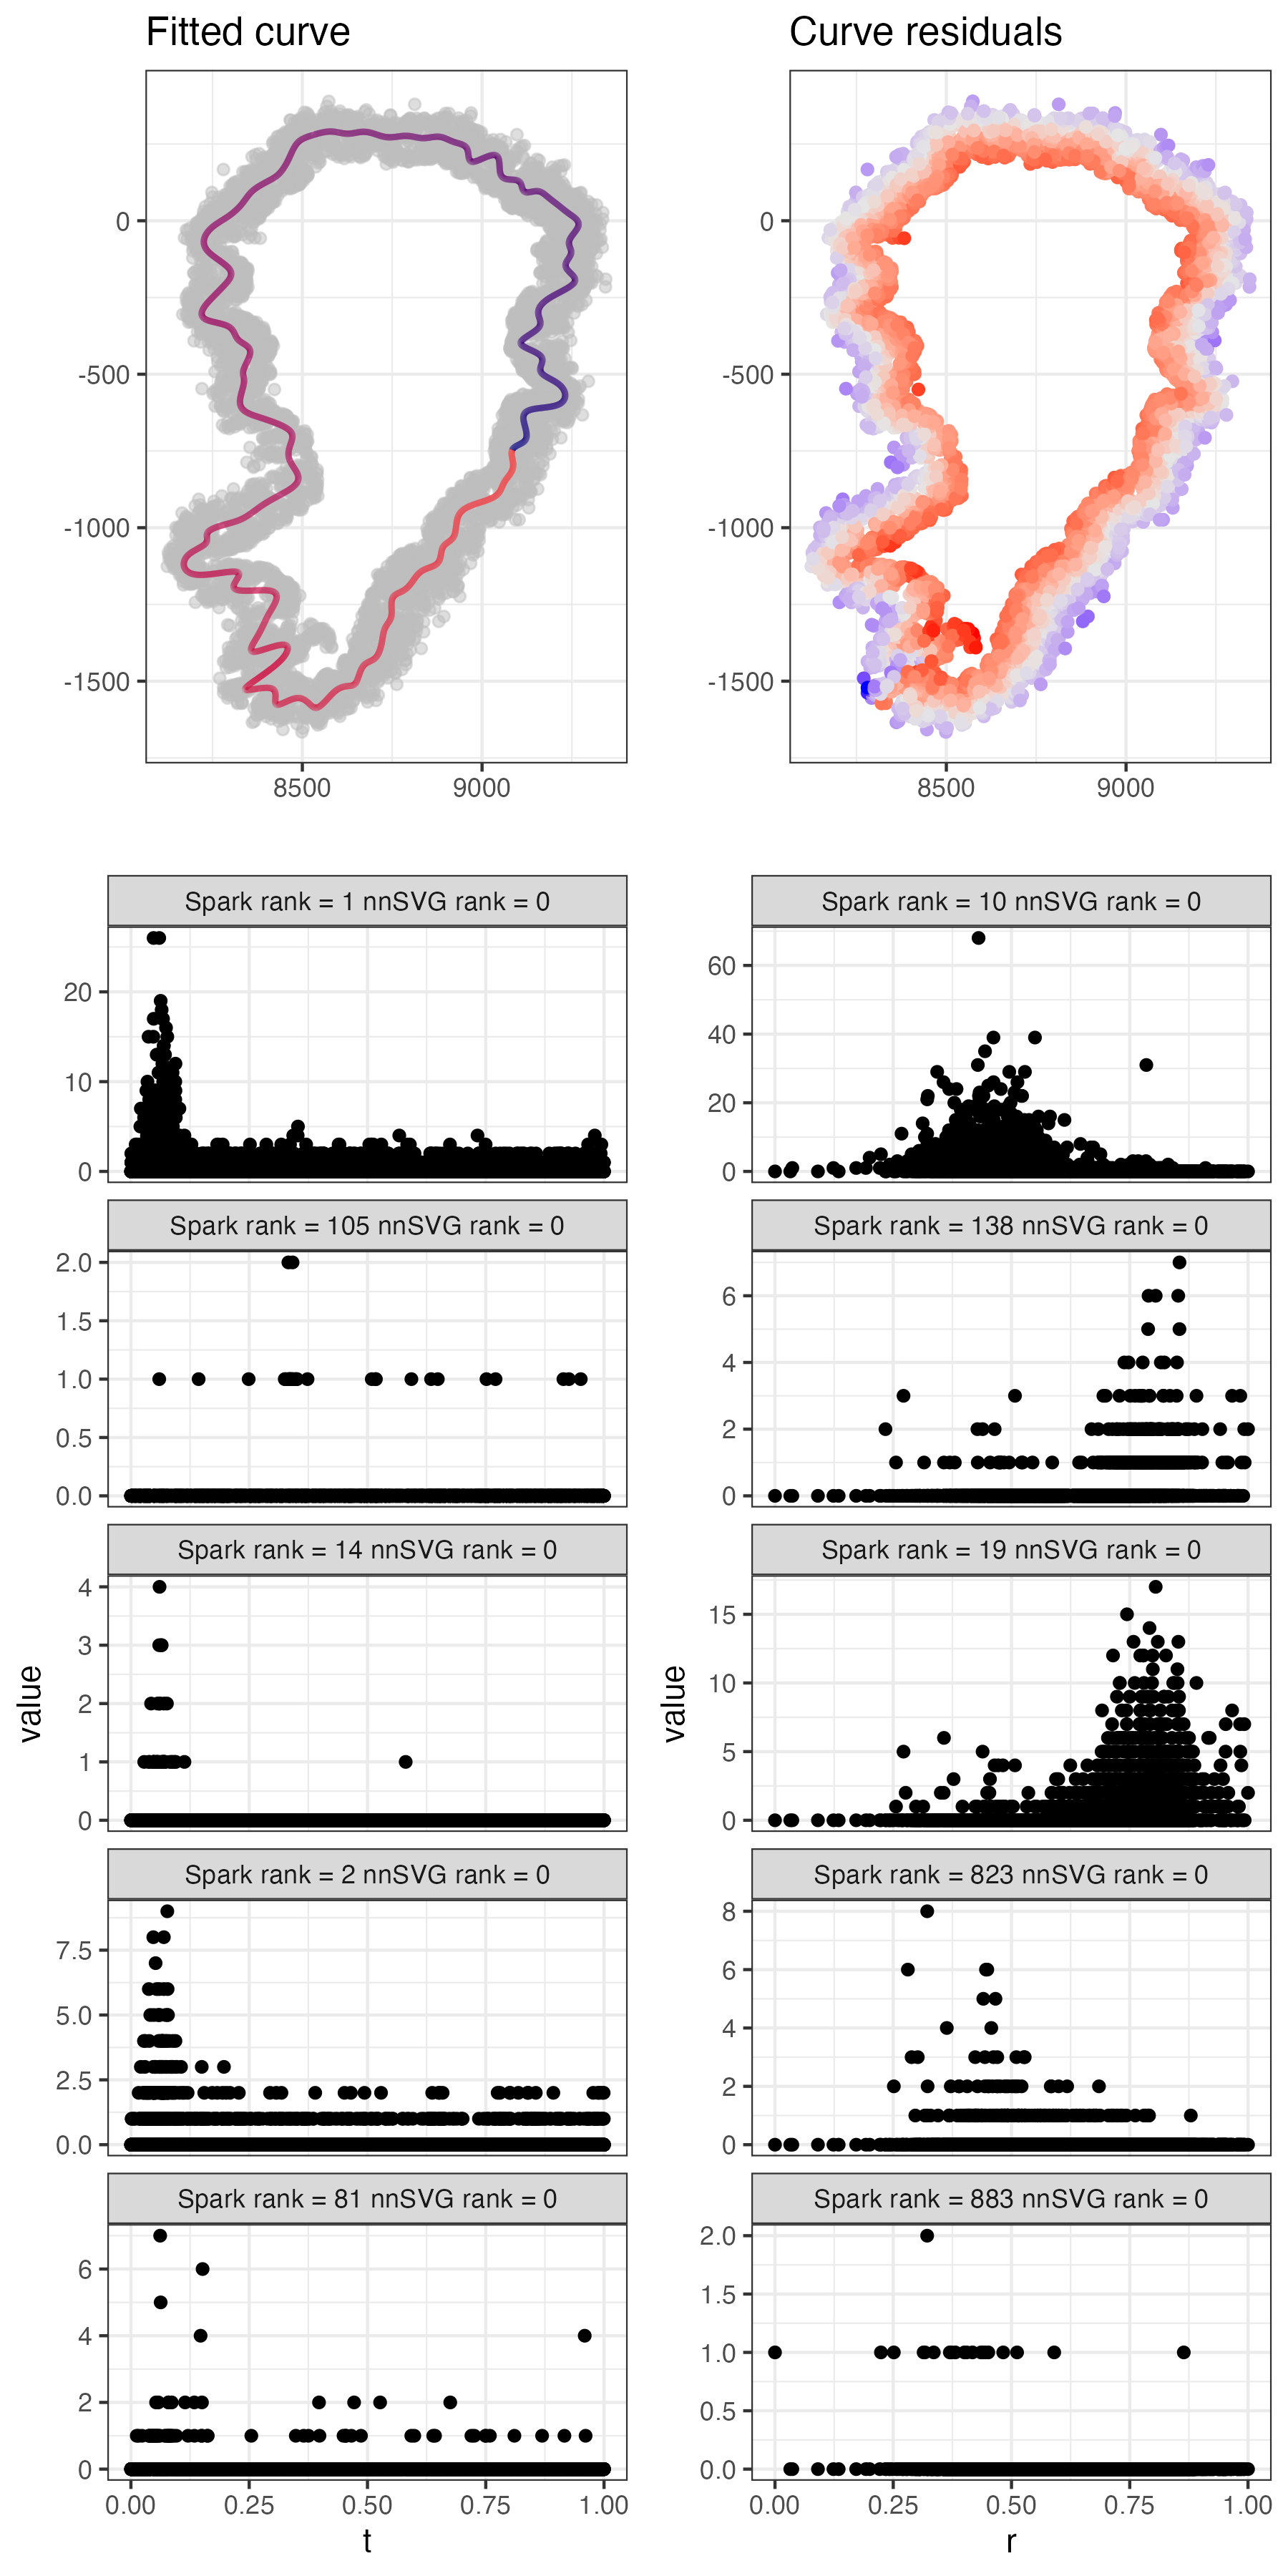 Fitted curve
Curve residuals
0
-500
-1000
-1500
8500 9000
0
-500
-1000
-1500
8500 9000
value
Spark rank = 1 nnSVG rank = 0
20
10
0
Spark rank = 105 nnSVG rank = 0
2.0
1.5
1.0
0.5
0.0
Spark rank = 14 nnSVG rank = 0
4
3
2
1
0
Spark rank = 2 nnSVG rank = 0
7.5
5.0
2.5
0.0
Spark rank = 81 nnSVG rank = 0
6
4
2
0
0.00 0.25 0.50 0.75 1.00
t
value
Spark rank = 10 nnSVG rank = 0
60
40
20
0
Spark rank = 138 nnSVG rank = 0
6
4
2
0
Spark rank = 19 nnSVG rank = 0
15
10
5
0
Spark rank = 823 nnSVG rank = 0
8
6
4
2
0
Spark rank = 883 nnSVG rank = 0
2.0
1.5
1.0
0.5
0.0
0.00 0.25 0.50 0.75 1.00
r